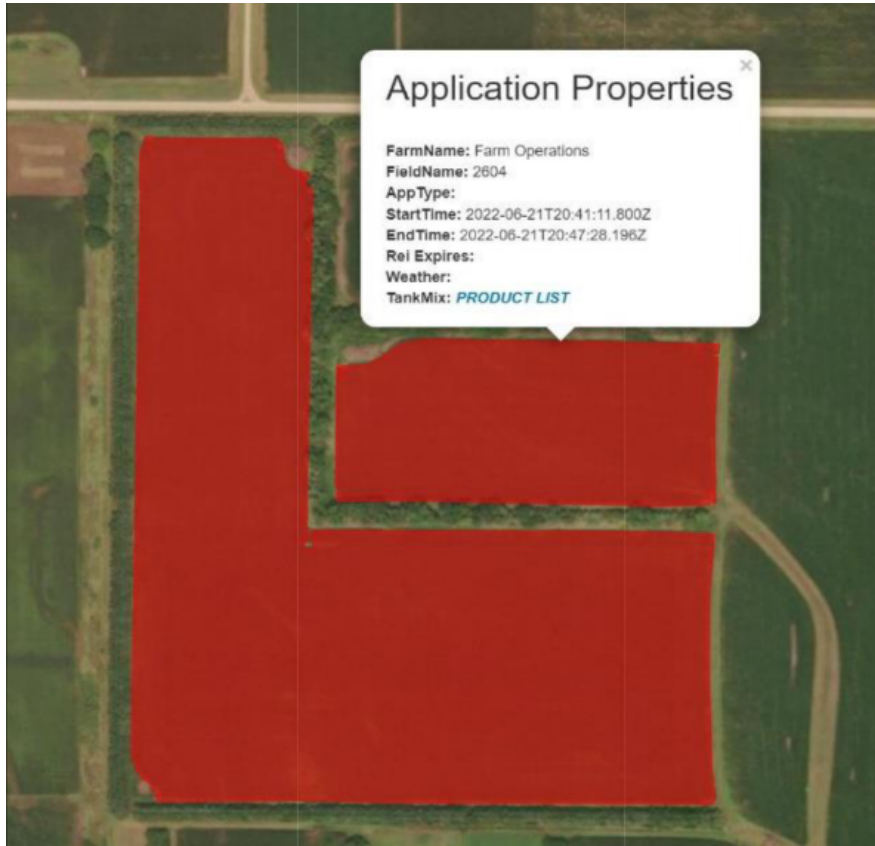 ×
Application Properties
FarmName: Farm Operations
FieldName: 2604
AppType:
StartTime: 2022-06-21T20:41:11.800Z
EndTime: 2022-06-21T20:47:28.196Z
Rei Expires:
Weather:
TankMix: PRODUCT LIST